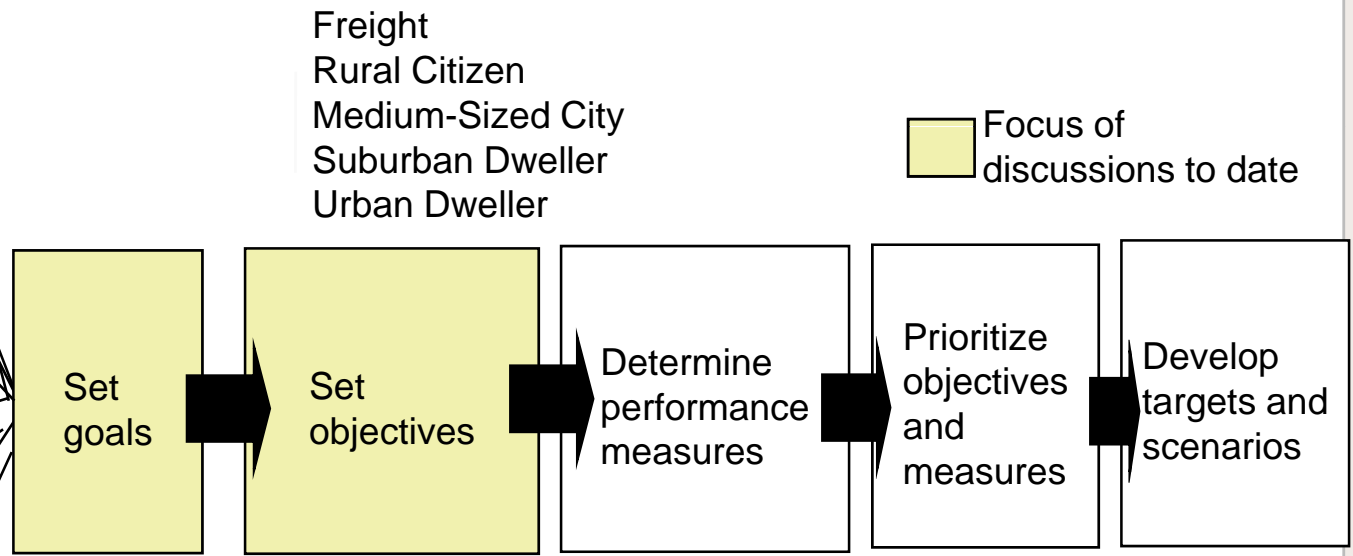 Freight
Rural Citizen
Medium-Sized City
Suburban Dweller
Urban Dweller
Focus of
discussions to date
Set
goals
Set
objectives
Determine
performance
measures
Prioritize
objectives
and
measures
Develop
targets and
scenarios